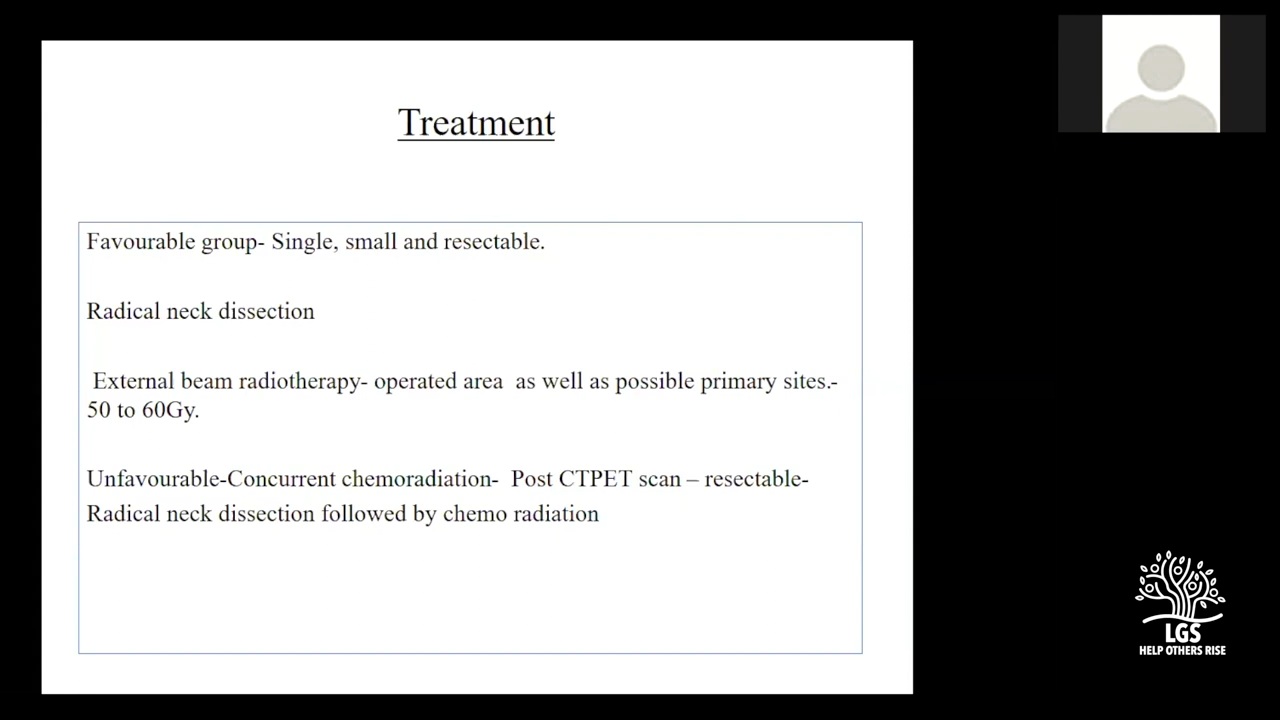 Treatment
Favourable group- Single, small and resectable.
Radical neck dissection
External beam radiotherapy- operated area  as well as possible primary sites.-
50 to 60Gy.
Unfavourable-Concurrent chemoradiation-  Post CTPET scan – resectable-
Radical neck dissection followed by chemo radiation
LGS
HELP OTHERS RISE